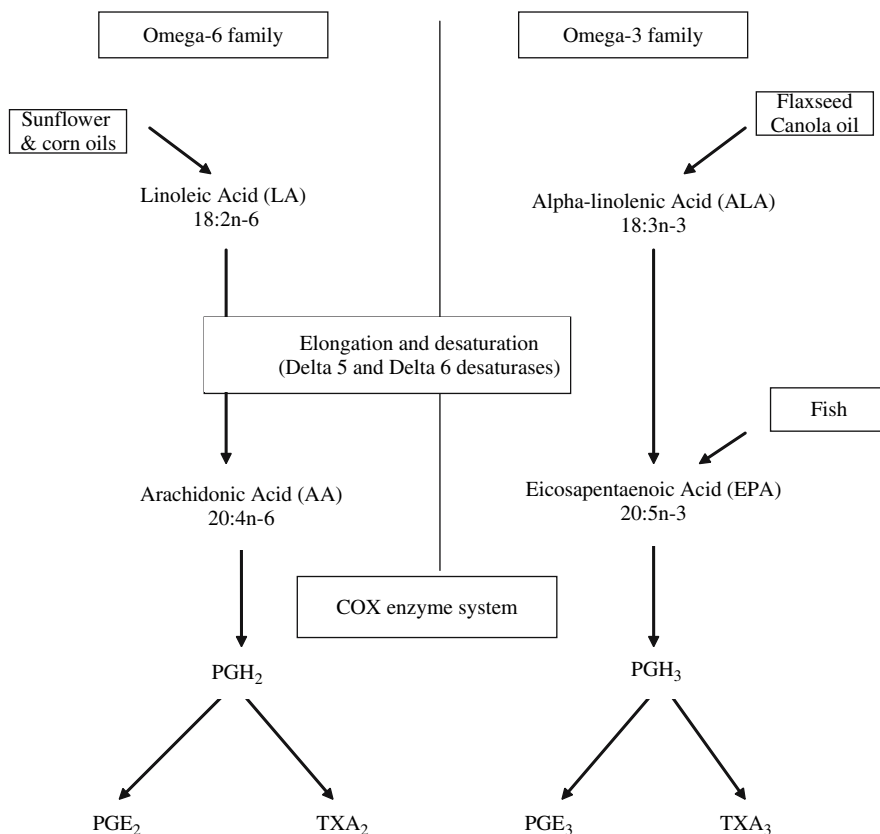 Omega-6 family
Omega-3 family
Sunflower
& corn oils
Flaxseed
Canola oil
Linoleic Acid (LA)
18:2n-6
Alpha-linolenic Acid (ALA)
18:3n-3
Elongation and desaturation
(Delta 5 and Delta 6 desaturases)
Fish
Arachidonic Acid (AA)
20:4n-6
Eicosapentaenoic Acid (EPA)
20:5n-3
COX enzyme system
PGH₂
PGH₃
PGE₂
TXA₂
PGE₃
TXA₃